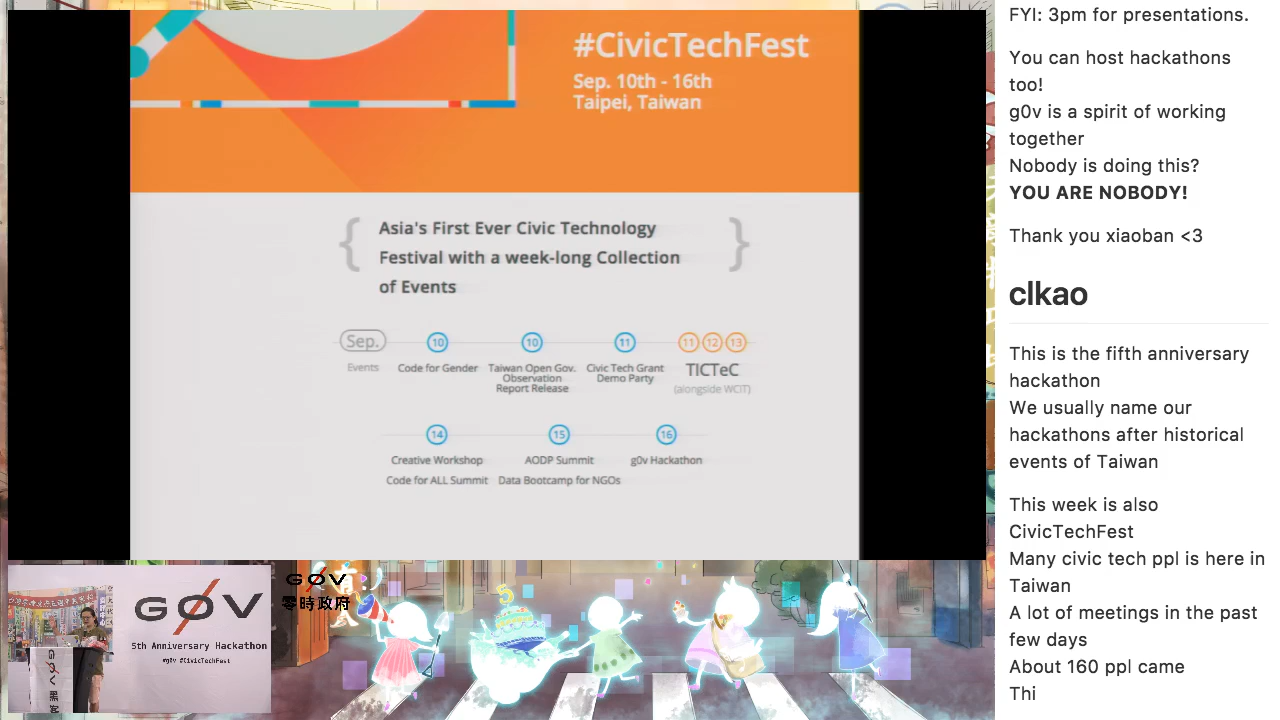 #CivicTechFest
Sep. 10th - 16th
Taipei, Taiwan
Asia's First Ever Civic Technology
Festival with a week-long Collection
of Events
Sep.
Events
10
Code for Gender
10
Taiwan Open Gov.
Observation
Report Release
11
Civic Tech Grant
Demo Party
11 12 13
TICTeC
(alongside WCIT)
14
Creative Workshop
Code for ALL Summit
15
AODP Summit
Data Bootcamp for NGOs
16
g0v Hackathon
GØV
5th Anniversary Hackathon
#g0v #CivicTechFest
黑客
GØV
零時政府
5
FYI: 3pm for presentations.
You can host hackathons
too!
g0v is a spirit of working
together
Nobody is doing this?
YOU ARE NOBODY!
Thank you xiaoban <3
clkao
This is the fifth anniversary
hackathon
We usually name our
hackathons after historical
events of Taiwan
This week is also
CivicTechFest
Many civic tech ppl is here in
Taiwan
A lot of meetings in the past
few days
About 160 ppl came
Thi